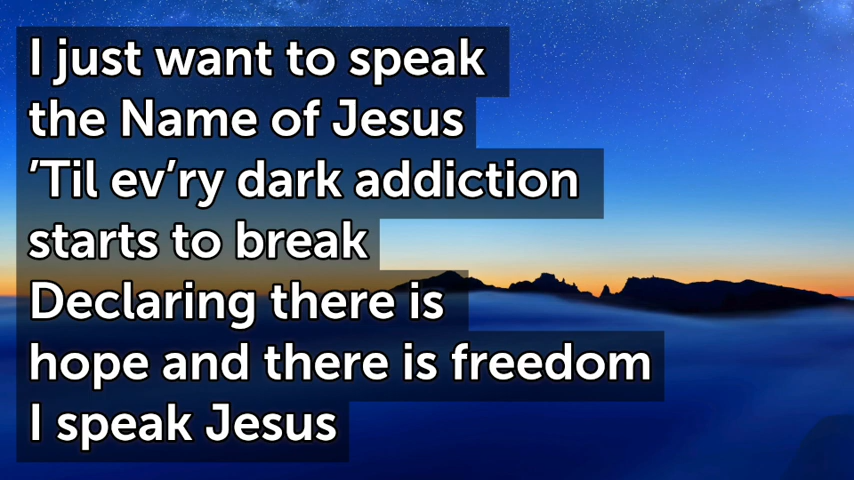 I just want to speak
the Name of Jesus
’Til ev’ry dark addiction
starts to break
Declaring there is
hope and there is freedom
I speak Jesus